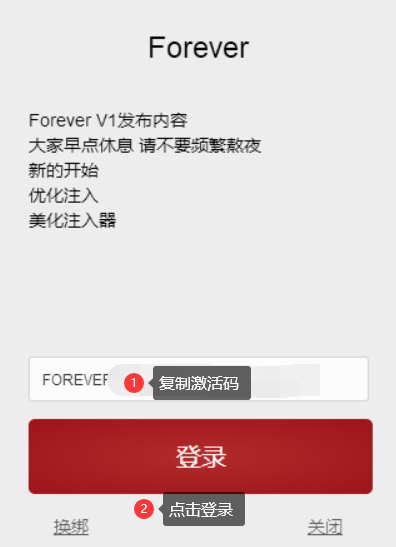 Forever
Forever V1发布内容
大家早点休息 请不要频繁熬夜
新的开始
优化注入
美化注入器
FOREVER
1 复制激活码
登录
2 点击登录
换绑 关闭